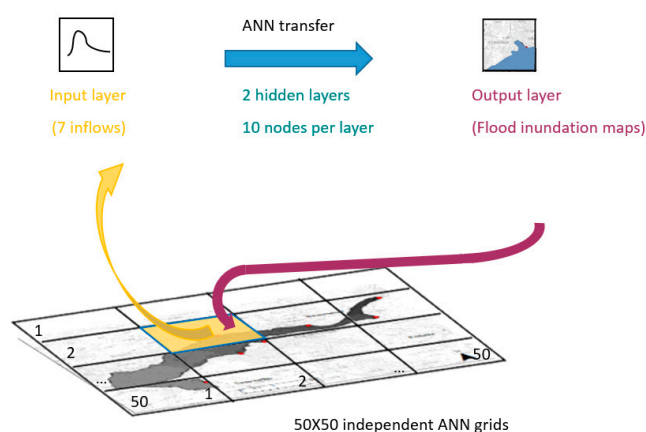 ANN transfer
Input layer
(7 inflows)
2 hidden layers
10 nodes per layer
Output layer
(Flood inundation maps)
1
2
...
50
1
2
...
50
50X50 independent ANN grids